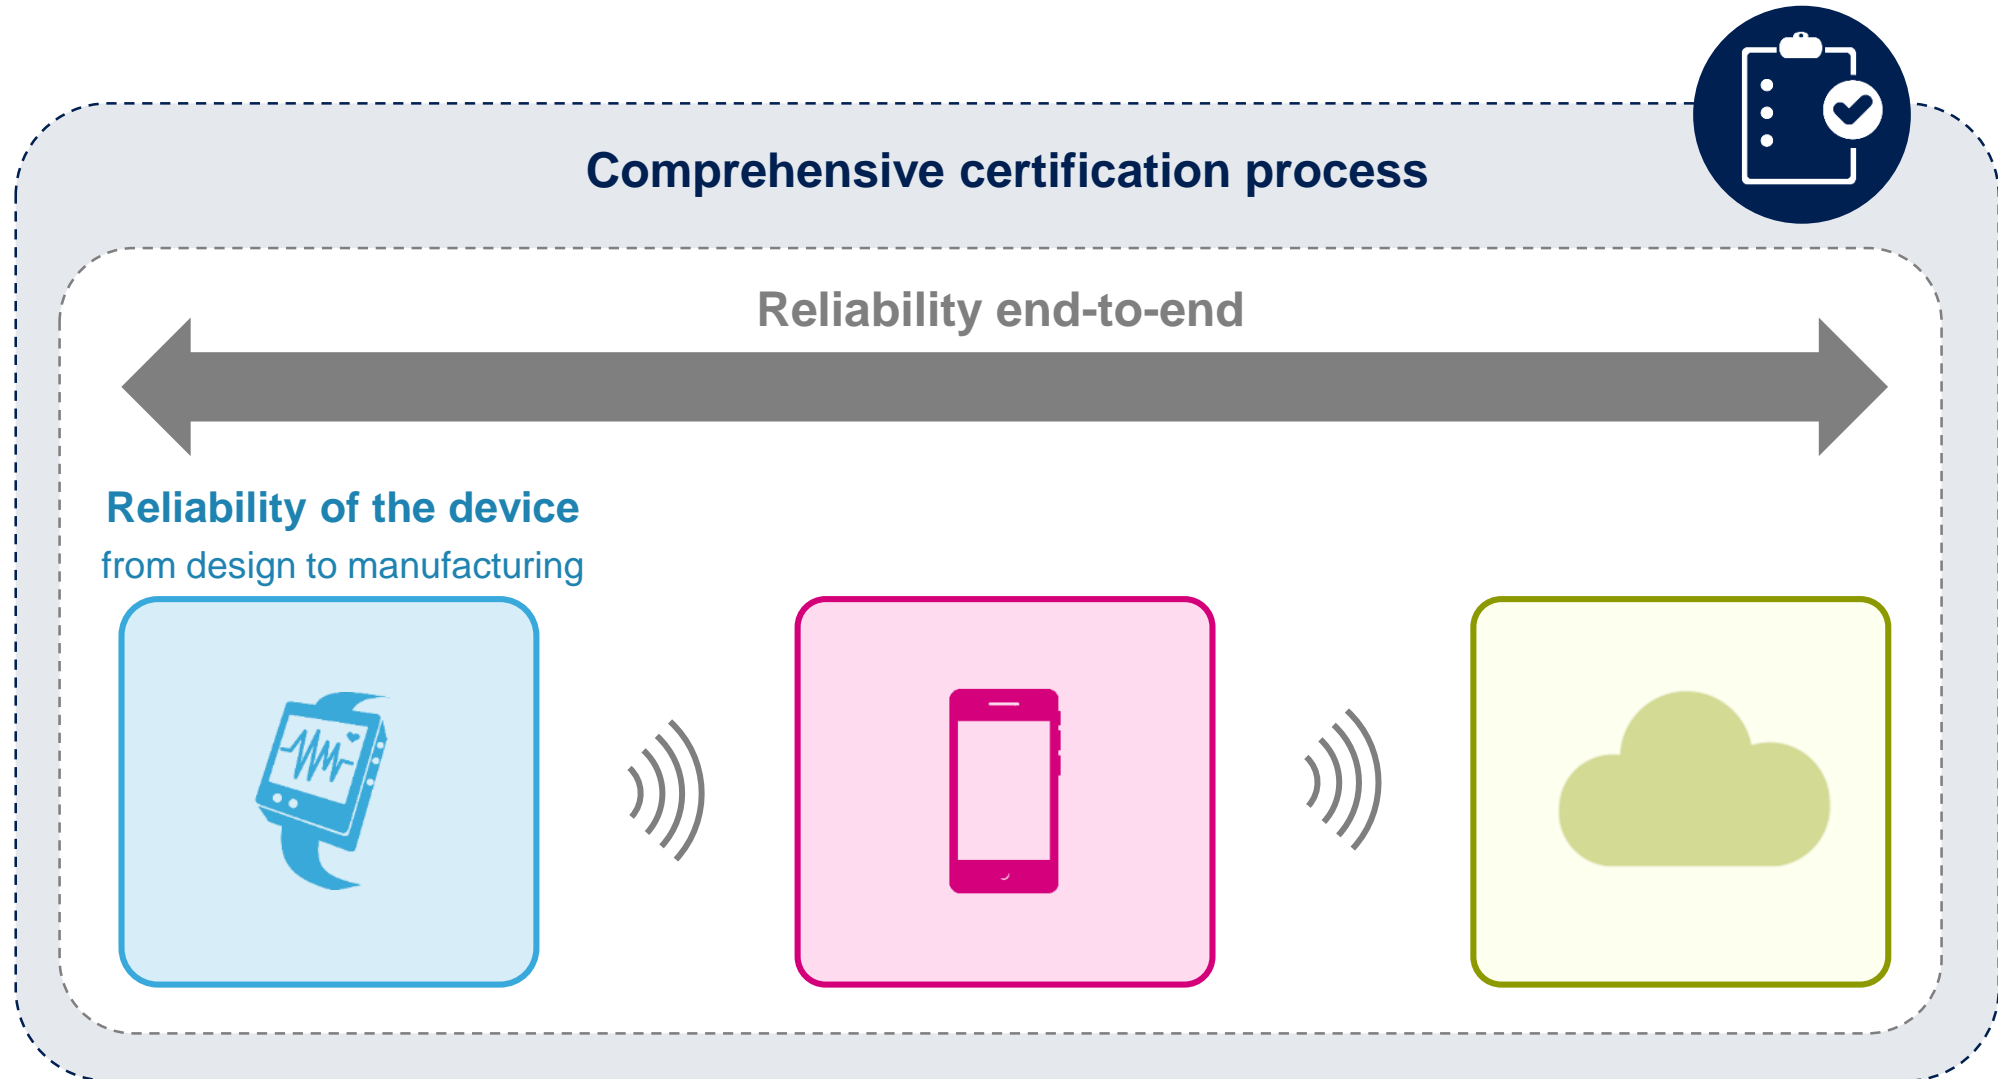 Comprehensive certification process
Reliability end-to-end
Reliability of the device
from design to manufacturing